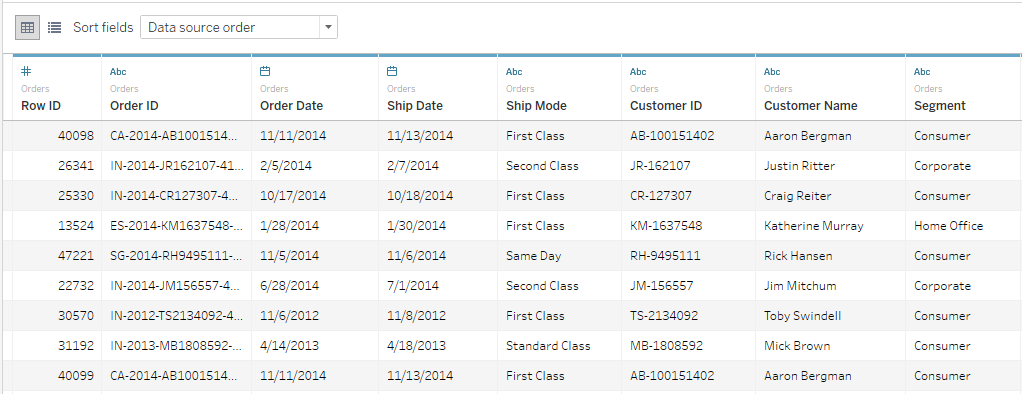 Sort fields Data source order
# Abc Abc Abc Abc Abc
Orders Orders Orders Orders Orders Orders Orders Orders
Row ID Order ID Order Date Ship Date Ship Mode Customer ID Customer Name Segment
40098 CA-2014-AB1001514... 11/11/2014 11/13/2014 First Class AB-100151402 Aaron Bergman Consumer
26341 IN-2014-JR162107-41... 2/5/2014 2/7/2014 Second Class JR-162107 Justin Ritter Corporate
25330 IN-2014-CR127307-4... 10/17/2014 10/18/2014 First Class CR-127307 Craig Reiter Consumer
13524 ES-2014-KM1637548-... 1/28/2014 1/30/2014 First Class KM-1637548 Katherine Murray Home Office
47221 SG-2014-RH9495111-... 11/5/2014 11/6/2014 Same Day RH-9495111 Rick Hansen Consumer
22732 IN-2014-JM156557-4... 6/28/2014 7/1/2014 Second Class JM-156557 Jim Mitchum Corporate
30570 IN-2012-TS2134092-4... 11/6/2012 11/8/2012 First Class TS-2134092 Toby Swindell Consumer
31192 IN-2013-MB1808592-... 4/14/2013 4/18/2013 Standard Class MB-1808592 Mick Brown Consumer
40099 CA-2014-AB1001514... 11/11/2014 11/13/2014 First Class AB-100151402 Aaron Bergman Consumer